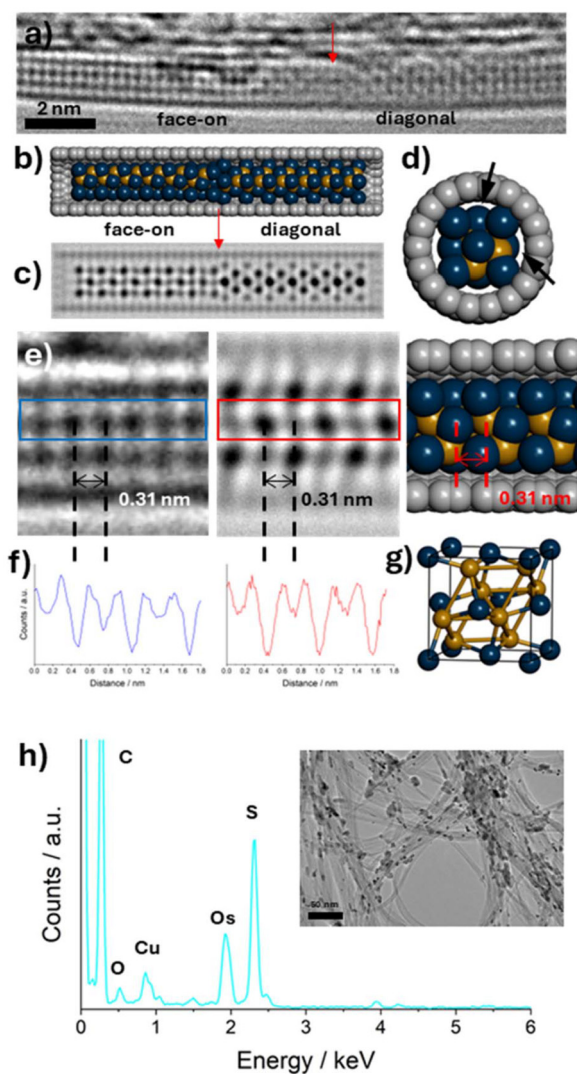 a)
2 nm
face-on
diagonal
b)
d)
face-on
diagonal
c)
e)
0.31 nm
0.31 nm
0.31 nm
f)
g)
Counts / a.u.
0.0 0.2 0.4 0.6 0.8 1.0 1.2 1.4 1.6 1.8
Distance / nm
0.0 0.2 0.4 0.6 0.8 1.0 1.2 1.4 1.6 1.8
Distance / nm
h)
C
S
Os
Cu
O
50 nm
Counts / a.u.
0 1 2 3 4 5 6
Energy / keV